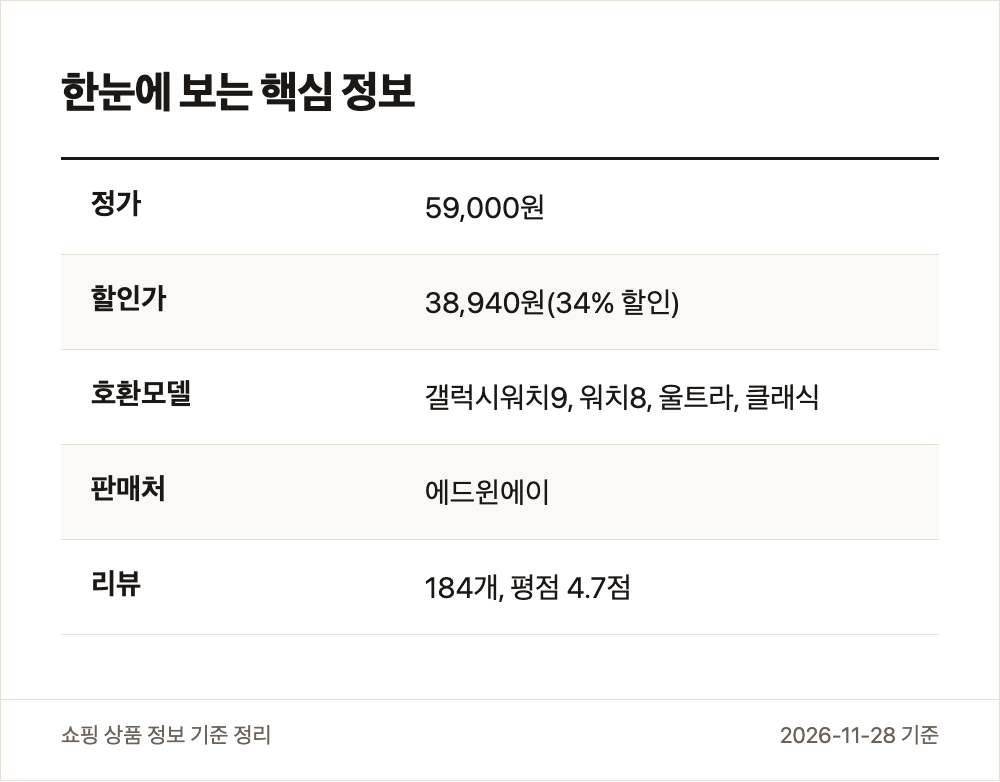 한눈에 보는 핵심 정보
정가 59,000원
할인가 38,940원(34% 할인)
호환모델 갤럭시워치9, 워치8, 울트라, 클래식
판매처 에드윈에이
리뷰 184개, 평점 4.7점
쇼핑 상품 정보 기준 정리 2026-11-28 기준